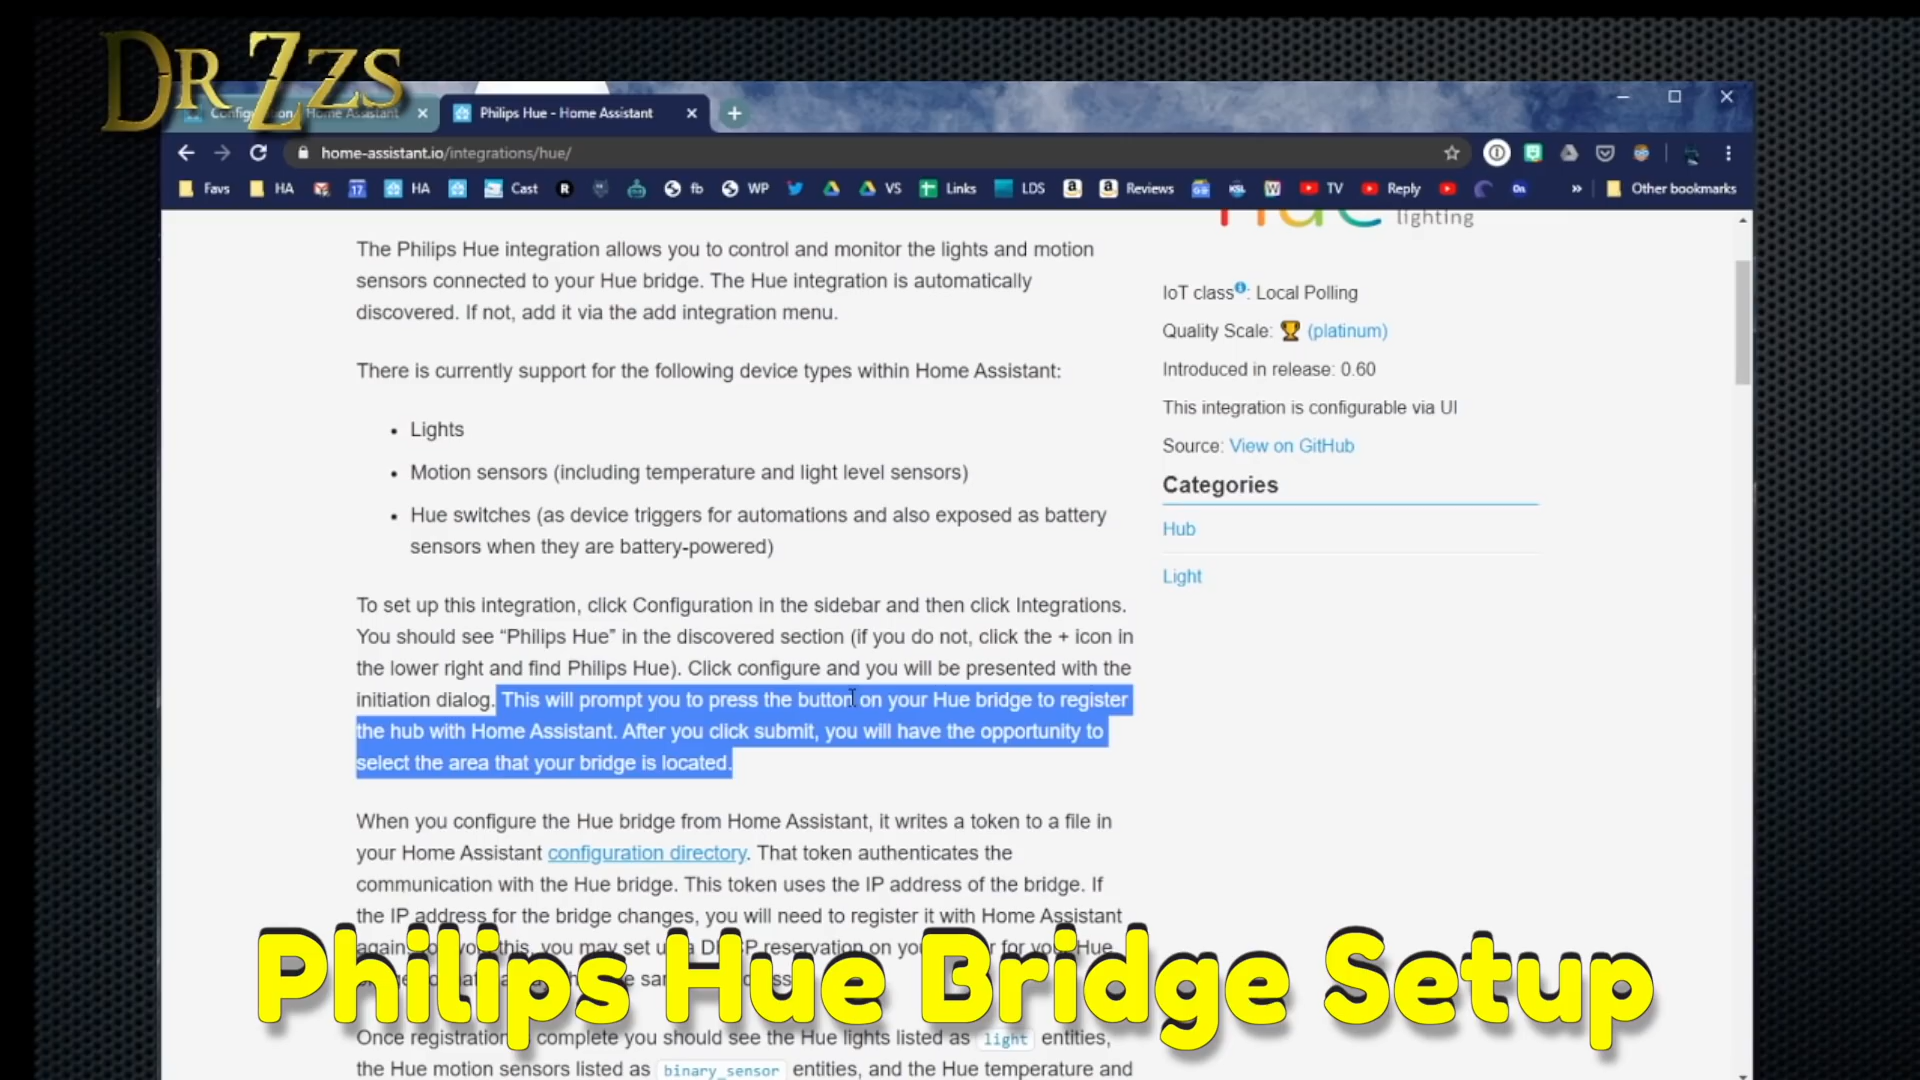 DR ZZS
Home Assistant
Philips Hue - Home Assistant
home-assistant.io/integrations/hue/
Favs HA 17 HA Cast R fb WP VS Links LDS a a Reviews KSL W TV Reply On » Other bookmarks
lighting
The Philips Hue integration allows you to control and monitor the lights and motion
sensors connected to your Hue bridge. The Hue integration is automatically
discovered. If not, add it via the add integration menu.
There is currently support for the following device types within Home Assistant:
• Lights
• Motion sensors (including temperature and light level sensors)
• Hue switches (as device triggers for automations and also exposed as battery
sensors when they are battery-powered)
To set up this integration, click Configuration in the sidebar and then click Integrations.
You should see “Philips Hue” in the discovered section (if you do not, click the + icon in
the lower right and find Philips Hue). Click configure and you will be presented with the
initiation dialog. This will prompt you to press the button on your Hue bridge to register
the hub with Home Assistant. After you click submit, you will have the opportunity to
select the area that your bridge is located.
When you configure the Hue bridge from Home Assistant, it writes a token to a file in
your Home Assistant configuration directory. That token authenticates the
communication with the Hue bridge. This token uses the IP address of the bridge. If
the IP address for the bridge changes, you will need to register it with Home Assistant
this, you may set reservation on for Hue
Once registration complete you should see the Hue lights listed as light entities,
the Hue motion sensors listed as binary_sensor entities, and the Hue temperature and
IoT class: Local Polling
Quality Scale: 🏆 (platinum)
Introduced in release: 0.60
This integration is configurable via UI
Source: View on GitHub
Categories
Hub
Light
Philips Hue Bridge Setup